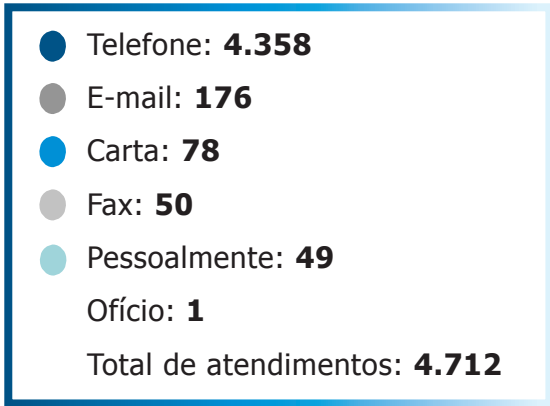 Telefone: 4.358
E-mail: 176
Carta: 78
Fax: 50
Pessoalmente: 49
Ofício: 1
Total de atendimentos: 4.712